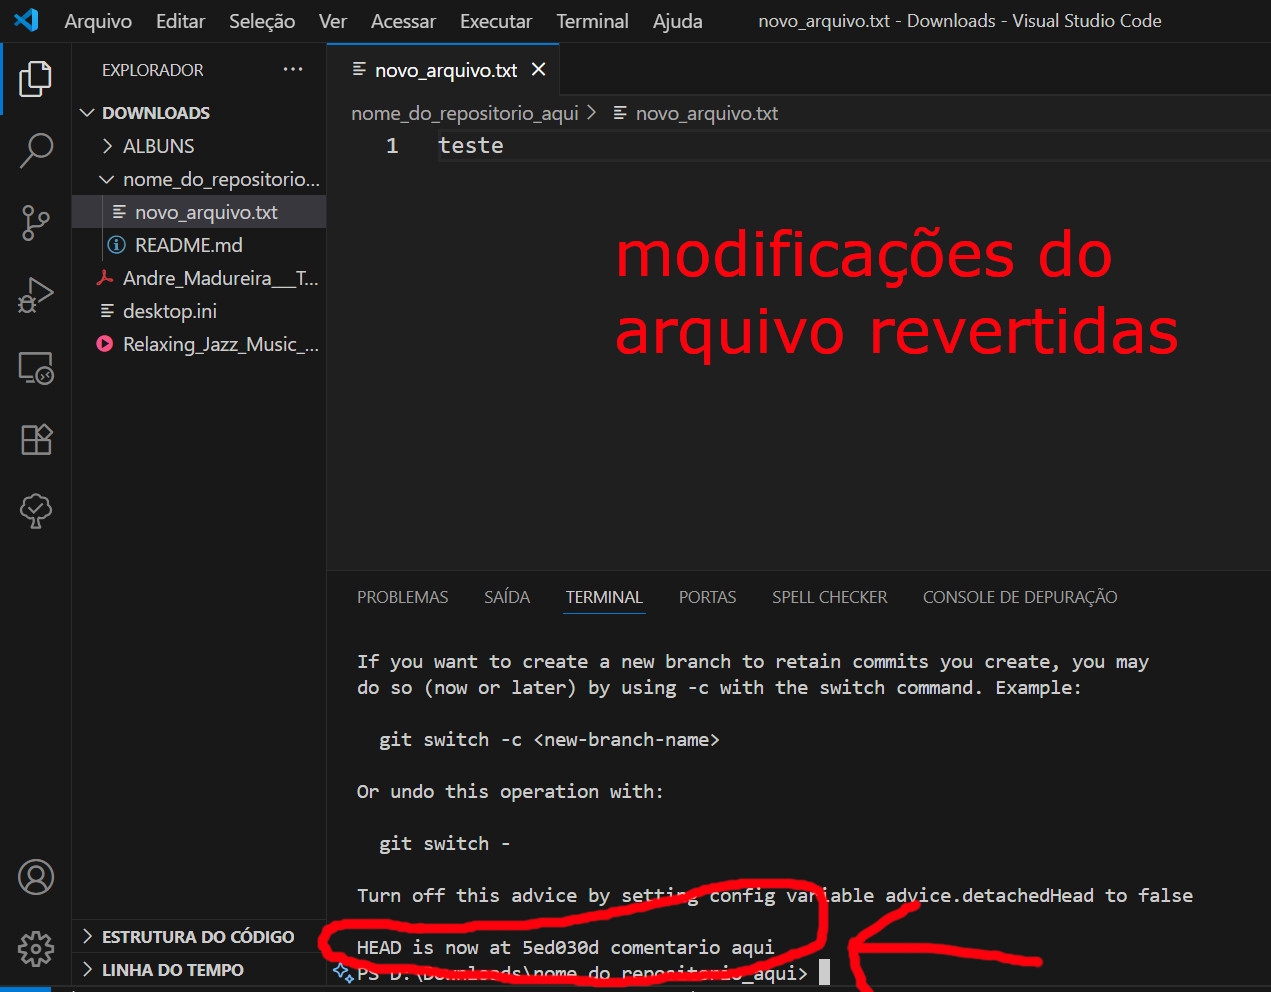 Arquivo Editar Seleção Ver Acessar Executar Terminal Ajuda novo_arquivo.txt - Downloads - Visual Studio Code
EXPLORADOR ···
DOWNLOADS
ALBUNS
nome_do_repositorio...
novo_arquivo.txt
README.md
Andre_Madureira___T...
desktop.ini
Relaxing_Jazz_Music_...
ESTRUTURA DO CÓDIGO
LINHA DO TEMPO
novo_arquivo.txt
nome_do_repositorio_aqui > novo_arquivo.txt
1 teste
modificações do
arquivo revertidas
PROBLEMAS SAÍDA TERMINAL PORTAS SPELL CHECKER CONSOLE DE DEPURAÇÃO
If you want to create a new branch to retain commits you create, you may
do so (now or later) by using -c with the switch command. Example:
git switch -c <new-branch-name>
Or undo this operation with:
git switch -
Turn off this advice by setting config variable advice.detachedHead to false
HEAD is now at 5ed030d comentario aqui
PS D:\Downloads\nome_do_repositorio_aqui>